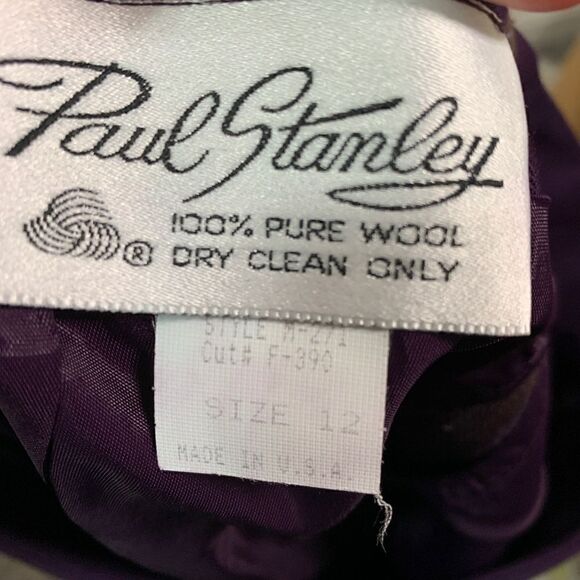 Paul Stanley
100% PURE WOOL
® DRY CLEAN ONLY
STYLE M-271
Cut# F-390
SIZE 12
MADE IN U.S.A.